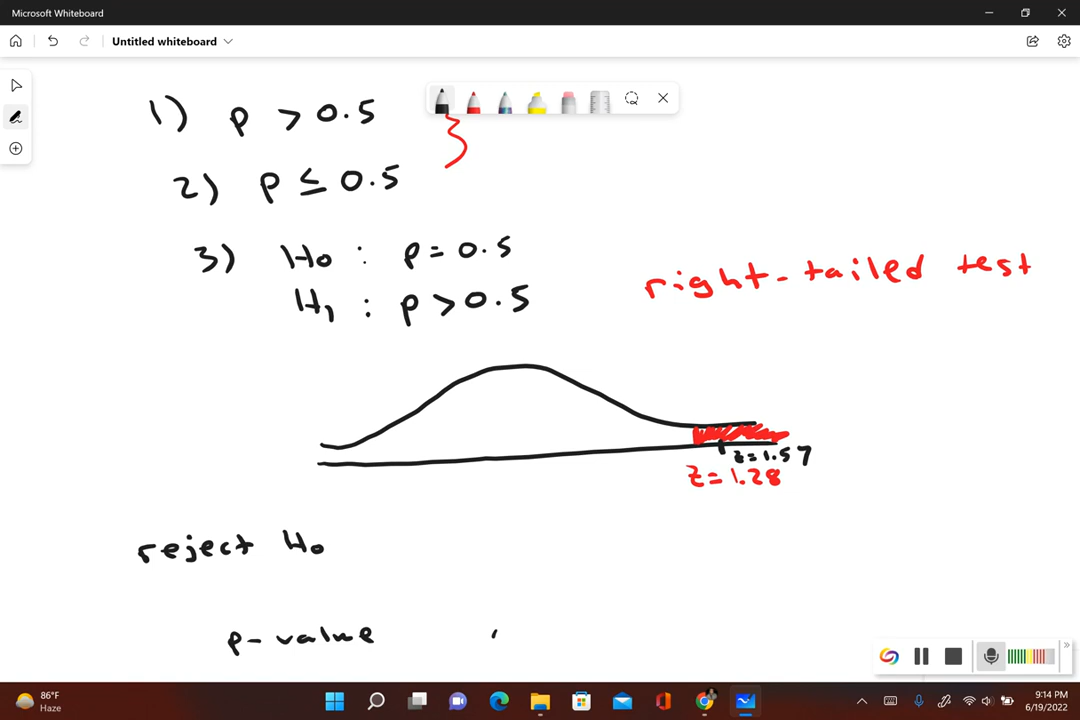 Microsoft Whiteboard
Untitled whiteboard
1) p > 0.5
2) p ≤ 0.5
3) H₀ : p = 0.5
H₁ : p > 0.5
right-tailed test
z = 1.57
z = 1.28
reject H₀
p-value
86°F
Haze
9:14 PM
6/19/2022